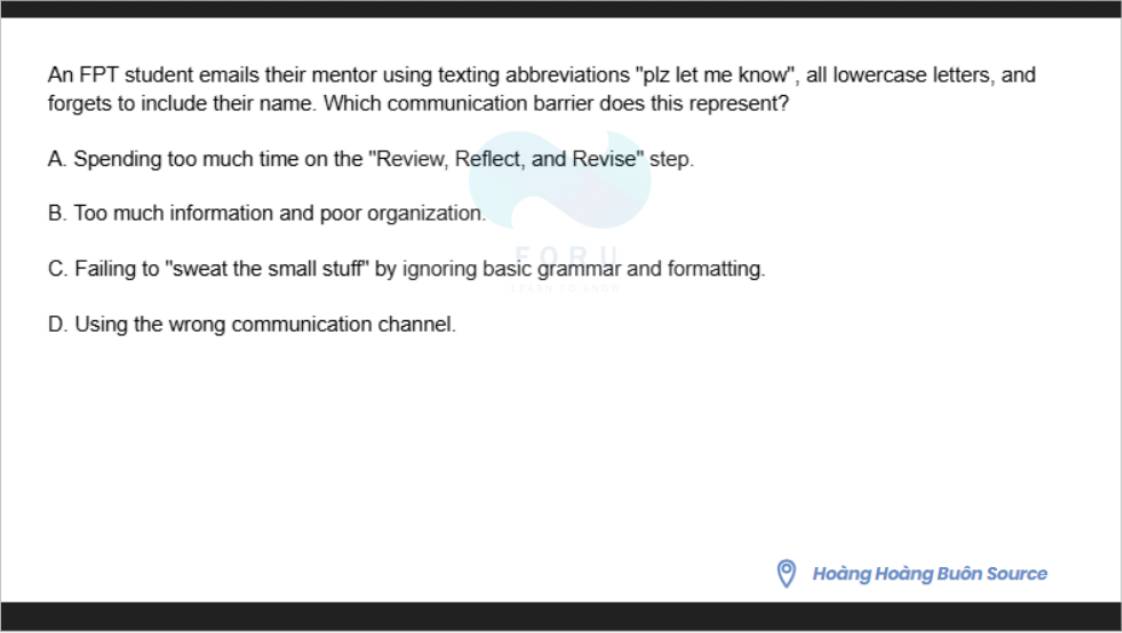 An FPT student emails their mentor using texting abbreviations "plz let me know", all lowercase letters, and
forgets to include their name. Which communication barrier does this represent?
A. Spending too much time on the "Review, Reflect, and Revise" step.
B. Too much information and poor organization.
FORU
C. Failing to "sweat the small stuff" by ignoring basic grammar and formatting.
LEARN TO KNOW
D. Using the wrong communication channel.
Hoàng Hoàng Buôn Source